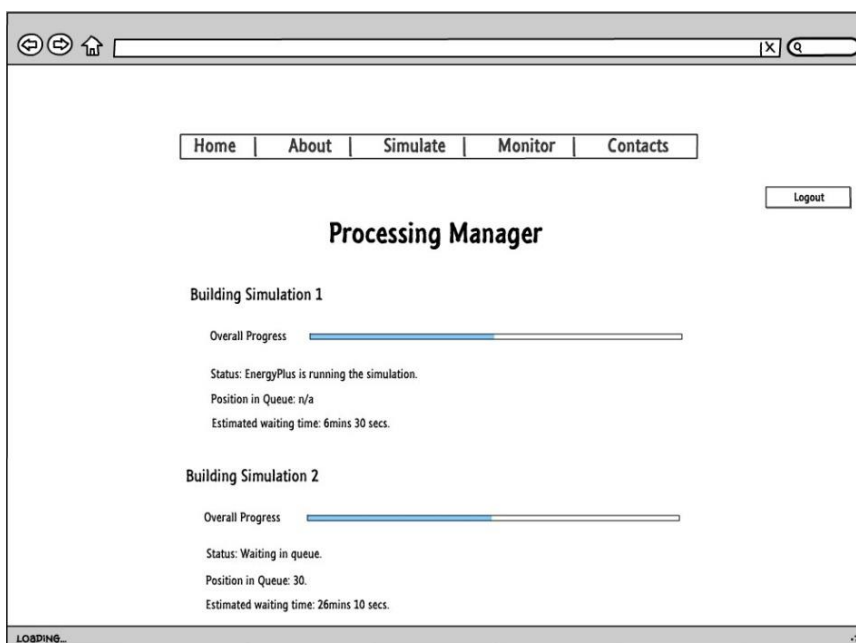 Home | About | Simulate | Monitor | Contacts
Logout
Processing Manager
Building Simulation 1
Overall Progress
Status: EnergyPlus is running the simulation.
Position in Queue: n/a
Estimated waiting time: 6mins 30 secs.
Building Simulation 2
Overall Progress
Status: Waiting in queue.
Position in Queue: 30.
Estimated waiting time: 26mins 10 secs.
LOADING...